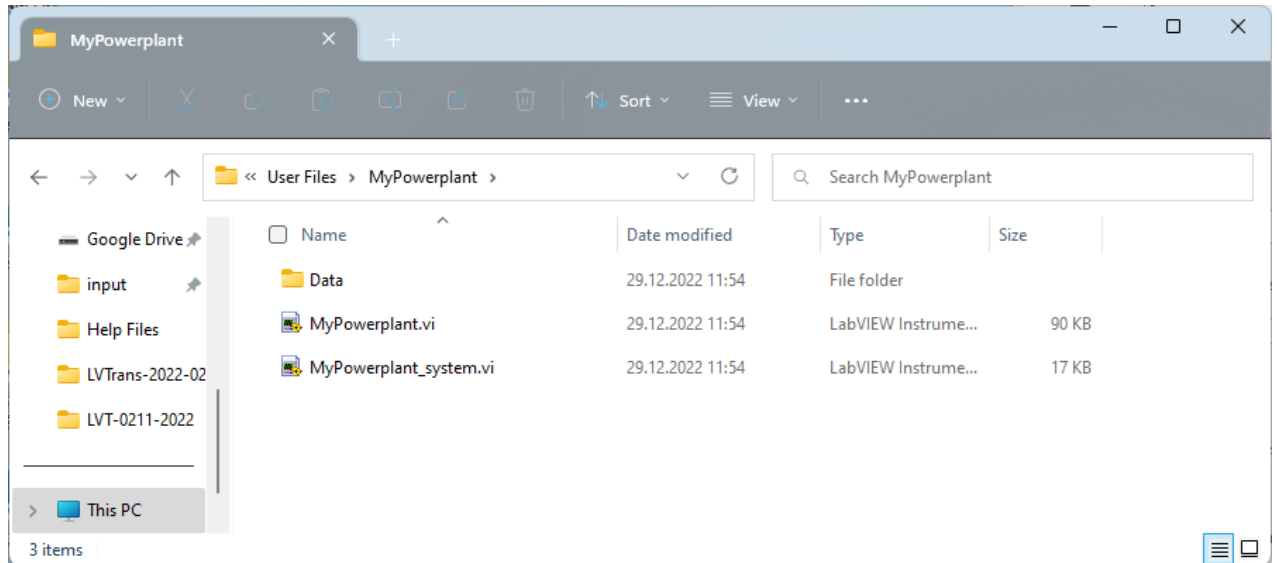 MyPowerplant
New
Sort
View
« User Files > MyPowerplant >
Search MyPowerplant
Google Drive
input
Help Files
LVTrans-2022-02
LVT-0211-2022
This PC
Name Date modified Type Size
Data 29.12.2022 11:54 File folder
MyPowerplant.vi 29.12.2022 11:54 LabVIEW Instrume... 90 KB
MyPowerplant_system.vi 29.12.2022 11:54 LabVIEW Instrume... 17 KB
3 items